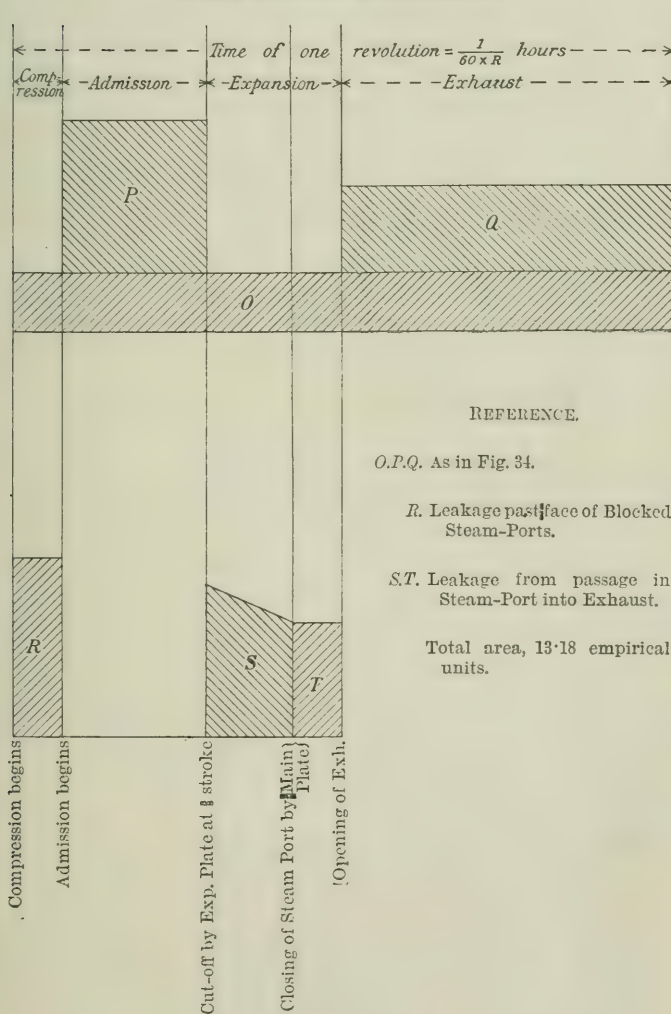 Time of one revolution = 1/60 × R hours
Comp-
ression
Admission
Expansion
Exhaust
P
Q
O
REFERENCE.
O.P.Q. As in Fig. 34.
R. Leakage past face of Blocked
Steam-Ports.
S.T. Leakage from passage in
Steam-Port into Exhaust.
Total area, 13·18 empirical
units.
R
S
T
Compression begins
Admission begins
Cut-off by Exp. Plate at stroke
Closing of Steam Port by Main
Plate
Opening of Exh.